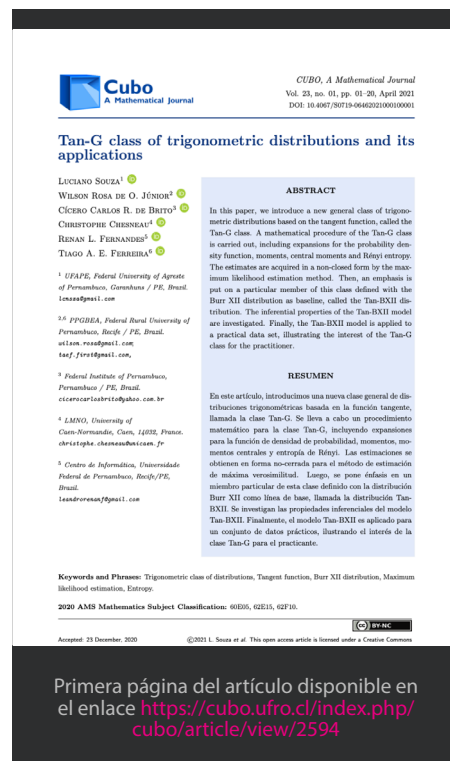 Cubo
A Mathematical Journal
CUBO, A Mathematical Journal
Vol. 23, no. 01, pp. 01–20, April 2021
DOI: 10.4067/S0719-06462021000100001
Tan-G class of trigonometric distributions and its
applications
Luciano Souza1
Wilson Rosa de O. Júnior2
Cícero Carlos R. de Brito3
Christophe Chesneau4
Renan L. Fernandes5
Tiago A. E. Ferreira6
1 UFAPE, Federal University of Agreste
of Pernambuco, Garanhuns / PE, Brazil.
lcnsza@gmail.com
2,6 PPGBEA, Federal Rural University of
Pernambuco, Recife / PE, Brazil.
wilson.rosa@gmail.com;
taef.first@gmail.com,
3 Federal Institute of Pernambuco,
Pernambuco / PE, Brazil.
cicerocarlosbrito@yahoo.com.br
4 LMNO, University of
Caen-Normandie, Caen, 14032, France.
christophe.chesneau@unicaen.fr
5 Centro de Informática, Universidade
Federal de Pernambuco, Recife/PE,
Brazil.
leandrorenanf@gmail.com
ABSTRACT
In this paper, we introduce a new general class of trigono-
metric distributions based on the tangent function, called the
Tan-G class. A mathematical procedure of the Tan-G class
is carried out, including expansions for the probability den-
sity function, moments, central moments and Rényi entropy.
The estimates are acquired in a non-closed form by the max-
imum likelihood estimation method. Then, an emphasis is
put on a particular member of this class defined with the
Burr XII distribution as baseline, called the Tan-BXII dis-
tribution. The inferential properties of the Tan-BXII model
are investigated. Finally, the Tan-BXII model is applied to
a practical data set, illustrating the interest of the Tan-G
class for the practitioner.
RESUMEN
En este artículo, introducimos una nueva clase general de dis-
tribuciones trigonométricas basada en la función tangente,
llamada la clase Tan-G. Se lleva a cabo un procedimiento
matemático para la clase Tan-G, incluyendo expansiones
para la función de densidad de probabilidad, momentos, mo-
mentos centrales y entropía de Rényi. Las estimaciones se
obtienen en forma no-cerrada para el método de estimación
de máxima verosimilitud. Luego, se pone énfasis en un
miembro particular de esta clase definido con la distribución
Burr XII como línea de base, llamada la distribución Tan-
BXII. Se investigan las propiedades inferenciales del modelo
Tan-BXII. Finalmente, el modelo Tan-BXII es aplicado para
un conjunto de datos prácticos, ilustrando el interés de la
clase Tan-G para el practicante.
Keywords and Phrases: Trigonometric class of distributions, Tangent function, Burr XII distribution, Maximum
likelihood estimation, Entropy.
2020 AMS Mathematics Subject Classification: 60E05, 62E15, 62F10.
cc BY-NC
Accepted: 23 December, 2020
©2021 L. Souza et al. This open access article is licensed under a Creative Commons
Primera página del artículo disponible en
el enlace https://cubo.ufro.cl/index.php/
cubo/article/view/2594